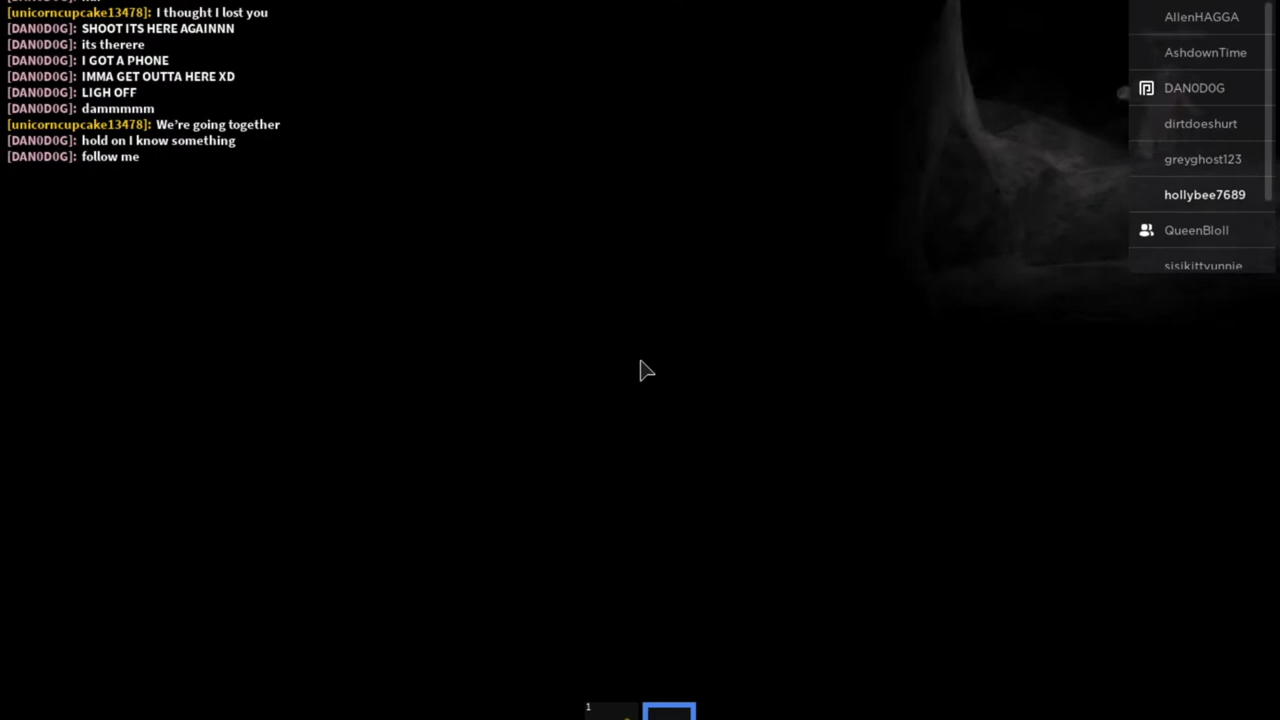 [unicorncupcake13478]: I thought I lost you
[DAN0D0G]: SHOOT ITS HERE AGAINNN
[DAN0D0G]: its therere
[DAN0D0G]: I GOT A PHONE
[DAN0D0G]: IMMA GET OUTTA HERE XD
[DAN0D0G]: LIGH OFF
[DAN0D0G]: dammmmm
[unicorncupcake13478]: We’re going together
[DAN0D0G]: hold on I know something
[DAN0D0G]: follow me
AllenHAGGA
AshdownTime
DAN0D0G
dirtdoeshurt
greyghost123
hollybee7689
QueenBloll
sisikittyunnie
1